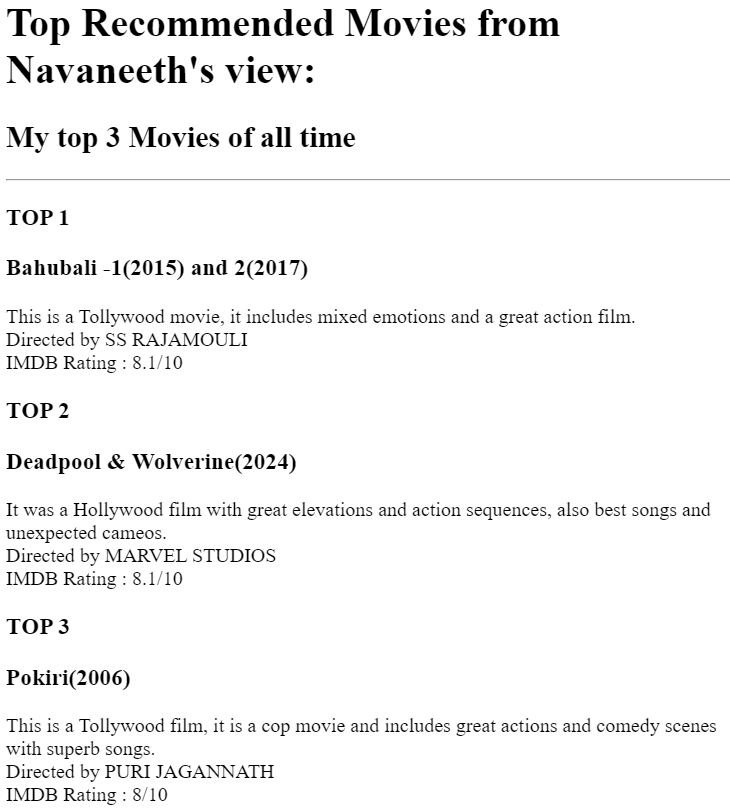 Top Recommended Movies from
Navaneeth's view:
My top 3 Movies of all time
TOP 1
Bahubali -1(2015) and 2(2017)
This is a Tollywood movie, it includes mixed emotions and a great action film.
Directed by SS RAJAMOULI
IMDB Rating : 8.1/10
TOP 2
Deadpool & Wolverine(2024)
It was a Hollywood film with great elevations and action sequences, also best songs and
unexpected cameos.
Directed by MARVEL STUDIOS
IMDB Rating : 8.1/10
TOP 3
Pokiri(2006)
This is a Tollywood film, it is a cop movie and includes great actions and comedy scenes
with superb songs.
Directed by PURI JAGANNATH
IMDB Rating : 8/10